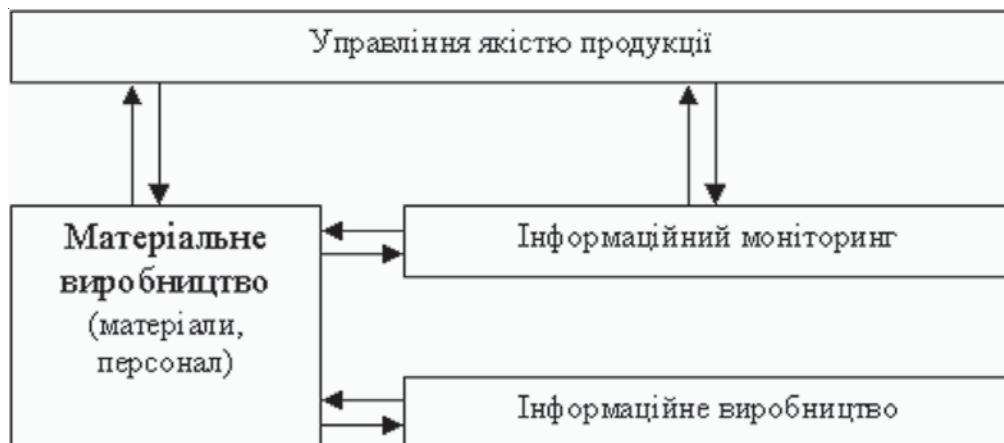 Управління якістю продукції
Матеріальне
виробництво
(матеріали,
персонал)
Інформаційний моніторинг
Інформаційне виробництво